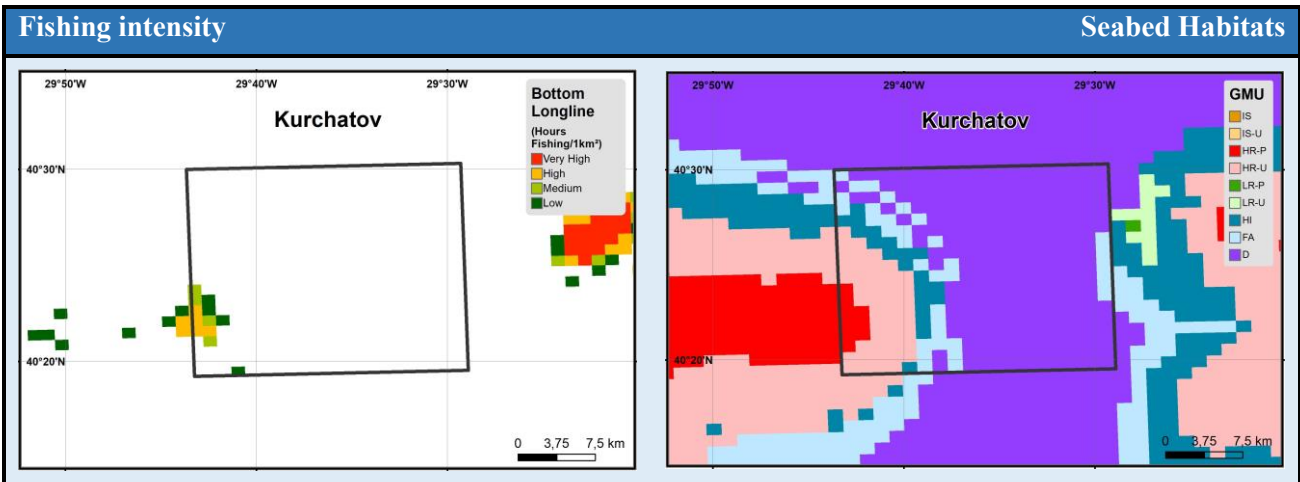 Fishing intensity
Seabed Habitats
29°50'W
29°40'W
29°30'W
Kurchatov
40°30'N
40°20'N
Bottom
Longline
(Hours
Fishing/1km²)
Very High
High
Medium
Low
0 3,75 7,5 km
29°50'W
29°40'W
29°30'W
Kurchatov
40°30'N
40°20'N
GMU
IS
IS-U
HR-P
HR-U
LR-P
LR-U
HI
FA
D
0 3,75 7,5 km